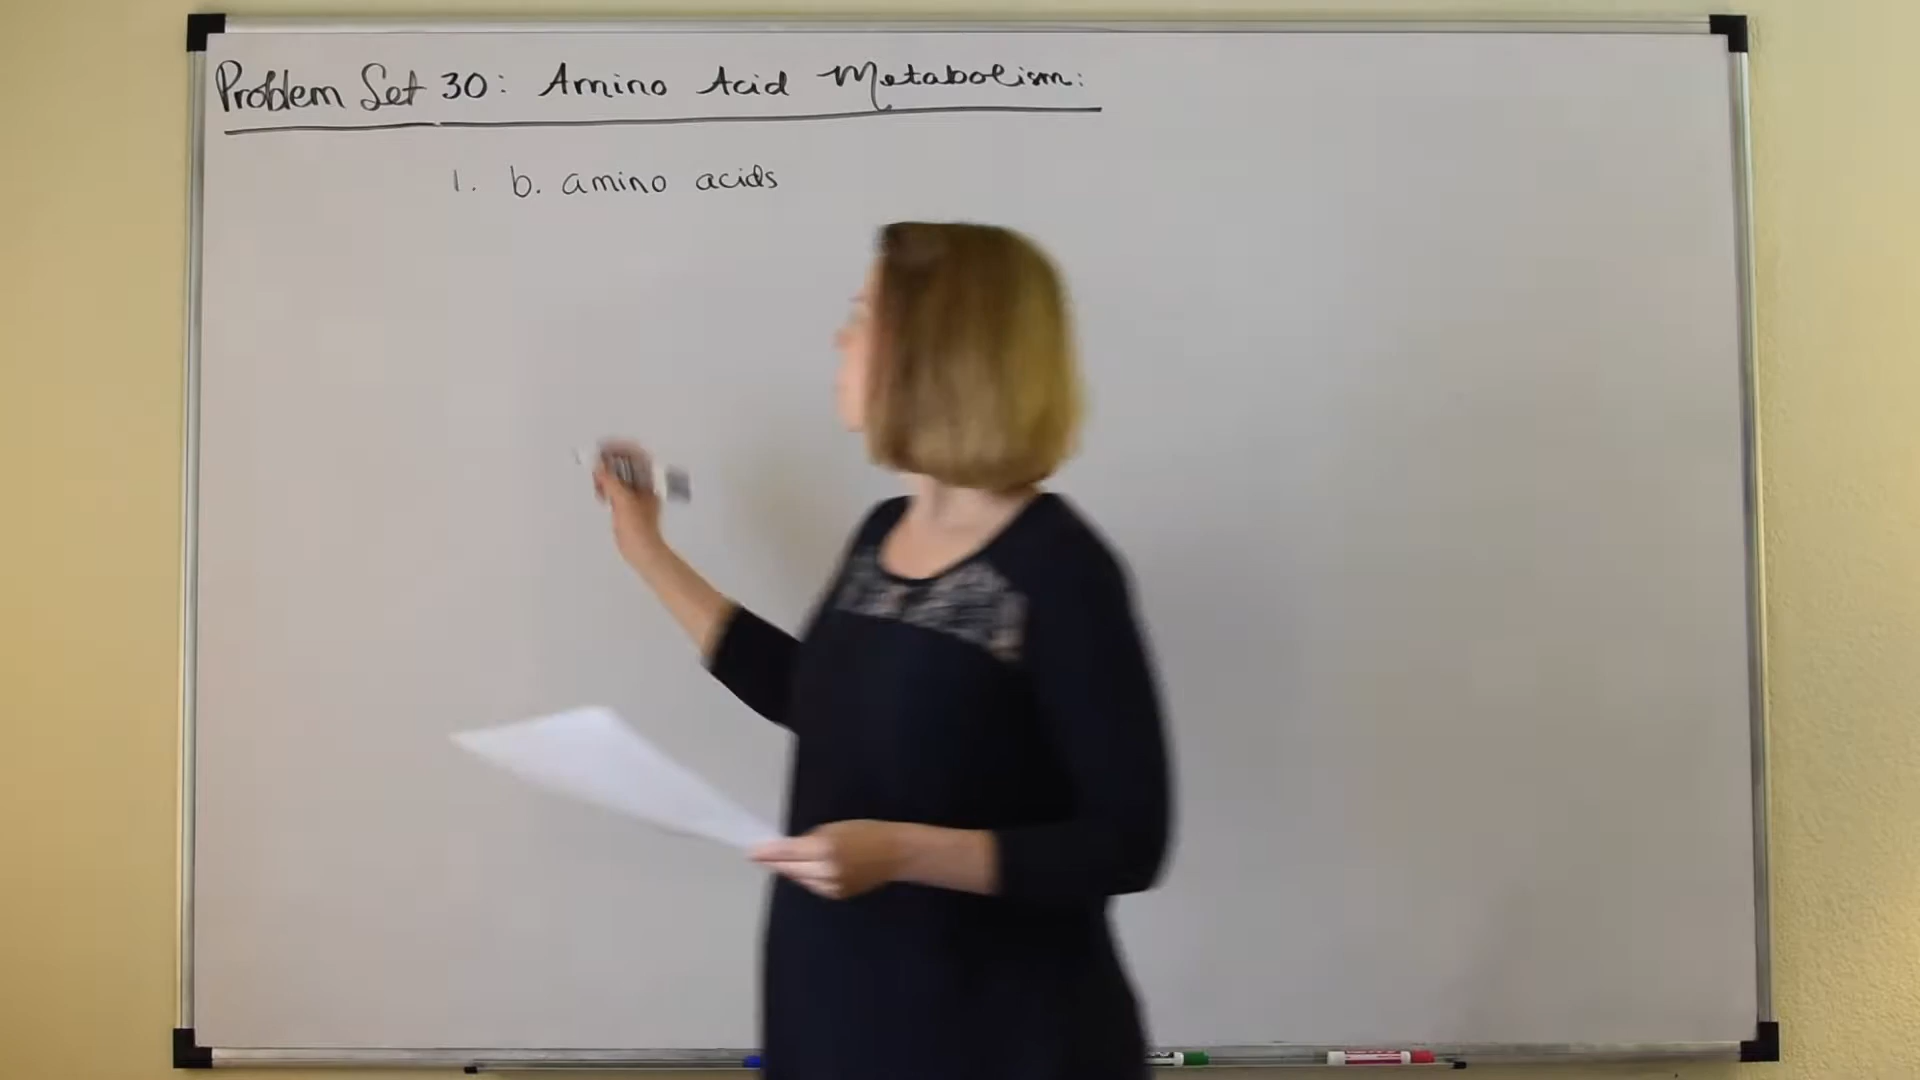 Problem Set 30: Amino Acid Metabolism:
1. b. amino acids